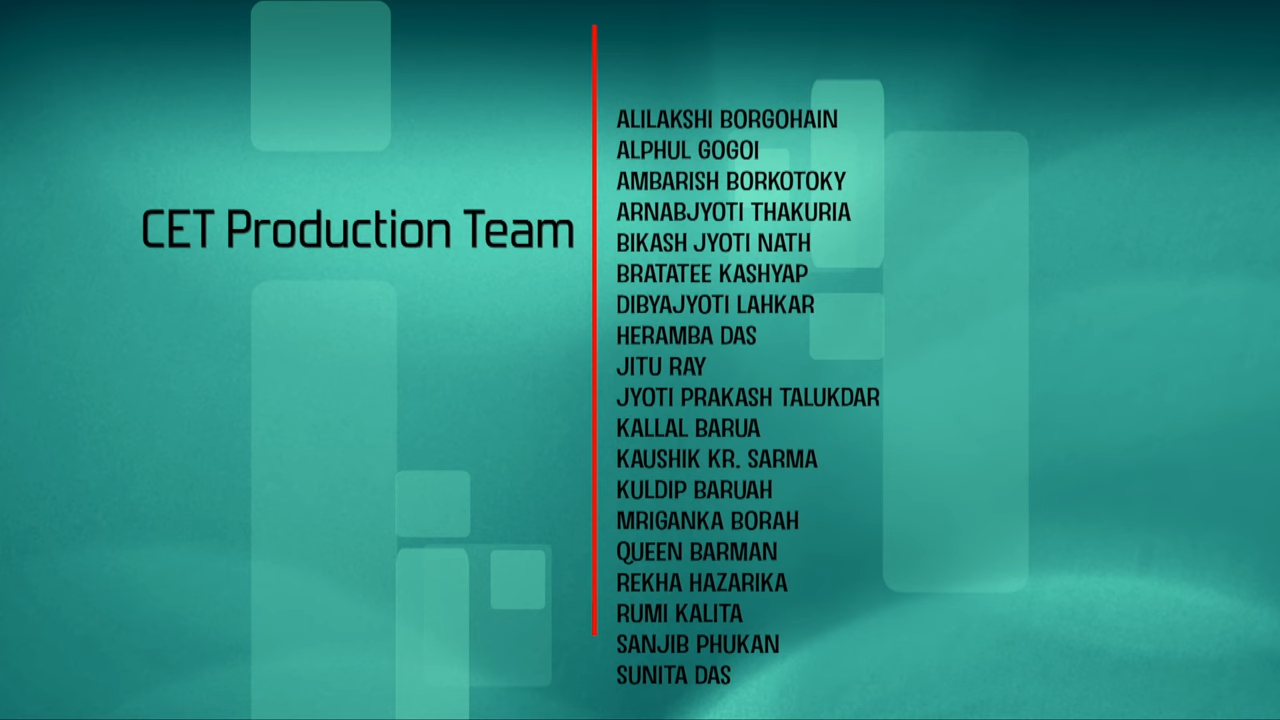 CET Production Team
ALILAKSHI BORGOHAIN
ALPHUL GOGOI
AMBARISH BORKOTOKY
ARNABJYOTI THAKURIA
BIKASH JYOTI NATH
BRATATEE KASHYAP
DIBYAJYOTI LAHKAR
HERAMBA DAS
JITU RAY
JYOTI PRAKASH TALUKDAR
KALLAL BARUA
KAUSHIK KR. SARMA
KULDIP BARUAH
MRIGANKA BORAH
QUEEN BARMAN
REKHA HAZARIKA
RUMI KALITA
SANJIB PHUKAN
SUNITA DAS